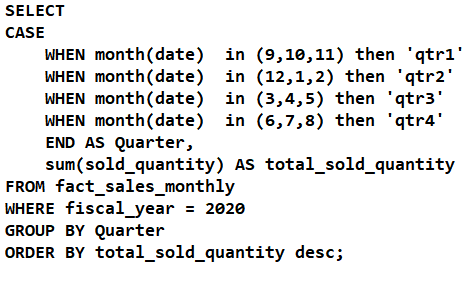 SELECT
CASE
    WHEN month(date)  in (9,10,11) then 'qtr1'
    WHEN month(date)  in (12,1,2) then 'qtr2'
    WHEN month(date)  in (3,4,5) then 'qtr3'
    WHEN month(date)  in (6,7,8) then 'qtr4'
    END AS Quarter,
    sum(sold_quantity) AS total_sold_quantity
FROM fact_sales_monthly
WHERE fiscal_year = 2020
GROUP BY Quarter
ORDER BY total_sold_quantity desc;